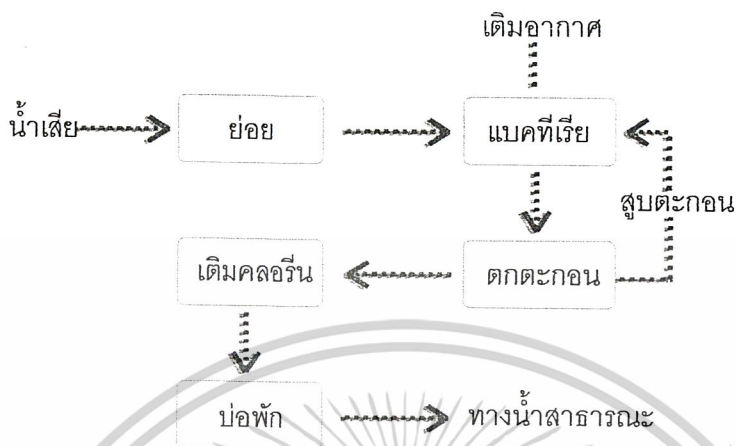 เติมอากาศ
น้ำเสีย
ย่อย
แบคทีเรีย
สูบตะกอน
เติมคลอรีน
ตกตะกอน
บ่อพัก
ทางน้ำสาธารณะ